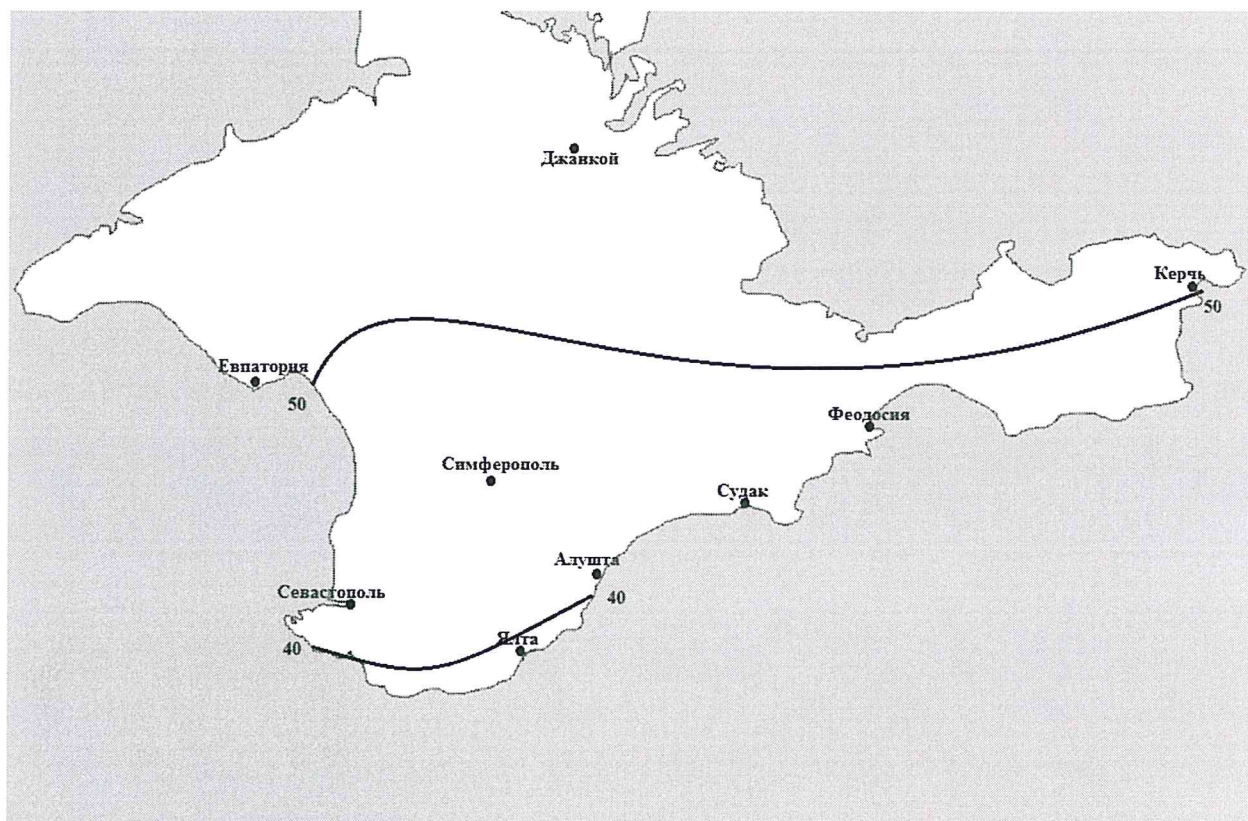 Джанкой
Керчь
50
Евпатория
50
Феодосия
Симферополь
Судак
Алушта
40
Севастополь
Ялта
40